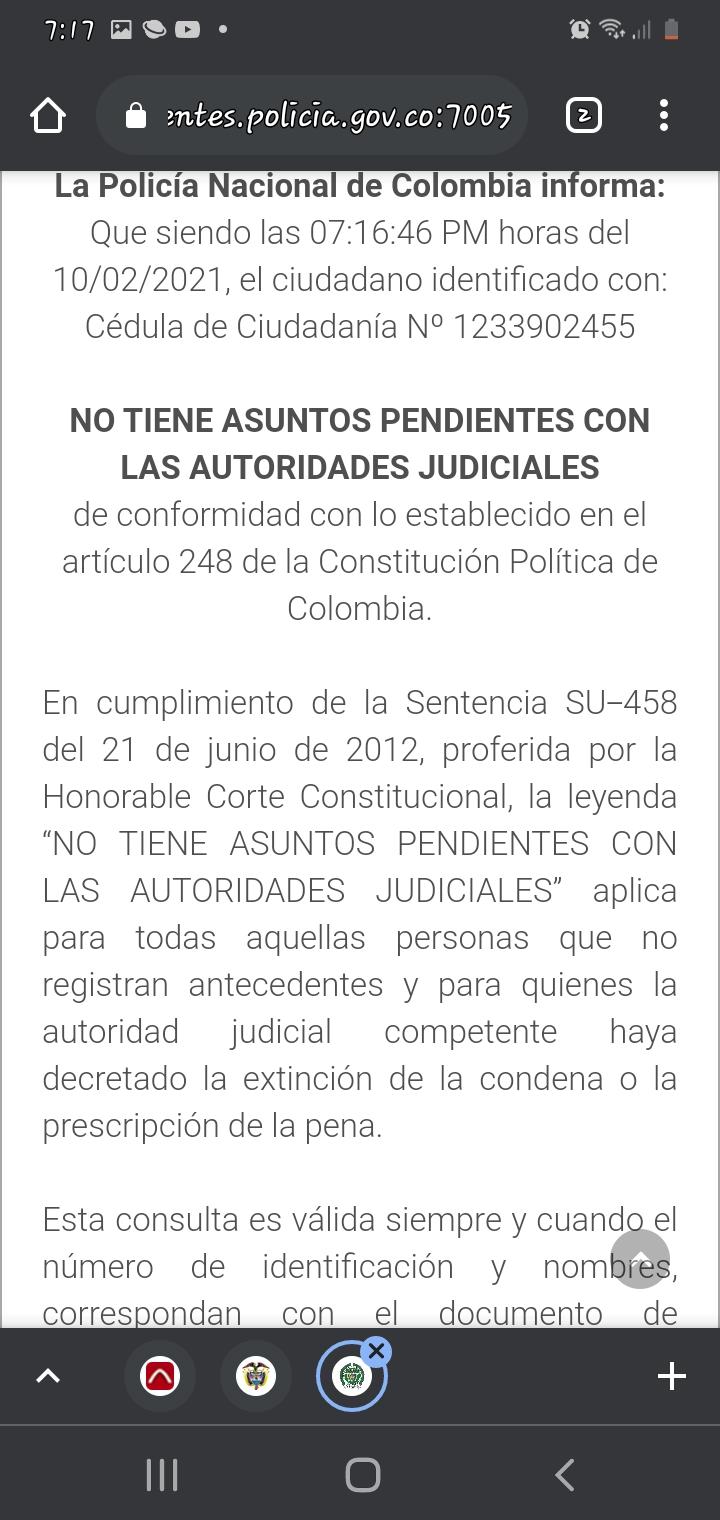 7:17
entes.policia.gov.co:7005
2
La Policía Nacional de Colombia informa:
Que siendo las 07:16:46 PM horas del
10/02/2021, el ciudadano identificado con:
Cédula de Ciudadanía Nº 1233902455
NO TIENE ASUNTOS PENDIENTES CON
LAS AUTORIDADES JUDICIALES
de conformidad con lo establecido en el
artículo 248 de la Constitución Política de
Colombia.
En cumplimiento de la Sentencia SU-458
del 21 de junio de 2012, proferida por la
Honorable Corte Constitucional, la leyenda
“NO TIENE ASUNTOS PENDIENTES CON
LAS AUTORIDADES JUDICIALES” aplica
para todas aquellas personas que no
registran antecedentes y para quienes la
autoridad judicial competente haya
decretado la extinción de la condena o la
prescripción de la pena.
Esta consulta es válida siempre y cuando el
número de identificación y nombres,
correspondan con el documento de